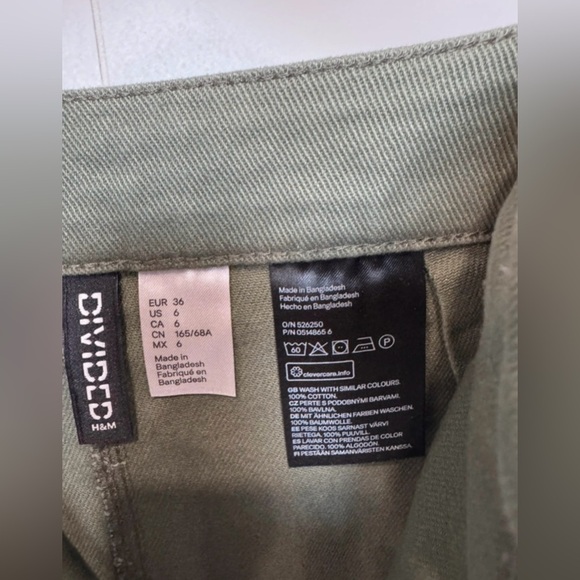 DIVIDED
H&M
EUR 36
US 6
CA 6
CN 165/68A
MX 6
Made in
Bangladesh
Fabriqué en
Bangladesh
Made in Bangladesh
Fabriqué en Bangladesh
Hecho en Bangladesh
O/N 526250
P/N 0514865 6
60
clevercare.info
GB WASH WITH SIMILAR COLOURS.
100% COTTON.
CZ PERTE S PODOBNÝMI BARVAMI.
100% BAVLNA.
DE MIT ÄHNLICHEN FARBEN WASCHEN.
100% BAUMWOLLE.
EE PESE KOOS SARNAST VÄRVI
RIIETEGA. 100% PUUVILL.
ES LAVAR CON PRENDAS DE COLOR
PARECIDO. 100% ALGODÓN.
FI PESTÄÄN SAMANVÄRISTEN KANSSA.